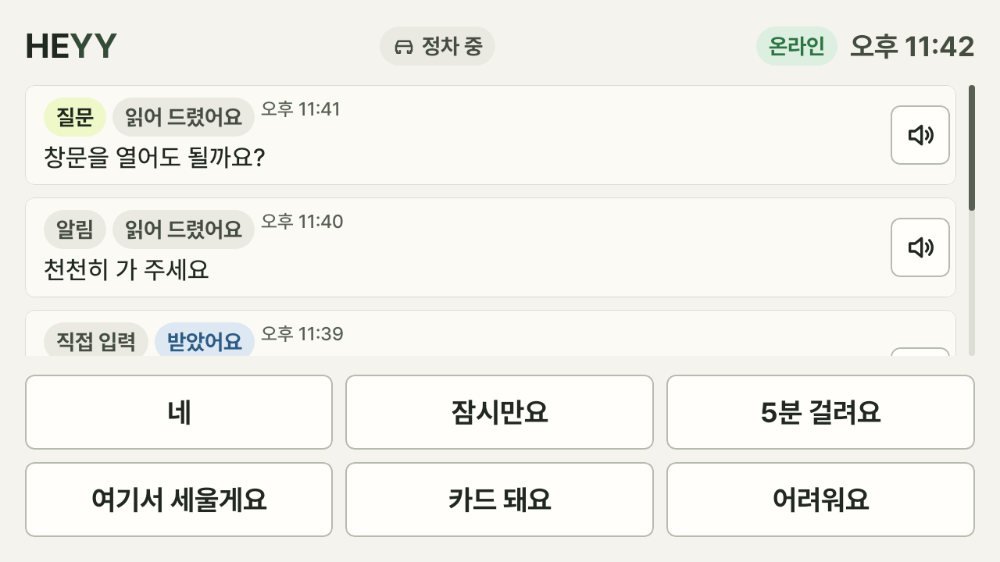 HEYY
정차 중
온라인
오후 11:42
질문 읽어 드렸어요 오후 11:41
창문을 열어도 될까요?
알림 읽어 드렸어요 오후 11:40
천천히 가 주세요
직접 입력 받았어요 오후 11:39
네
잠시만요
5분 걸려요
여기서 세울게요
카드 돼요
어려워요